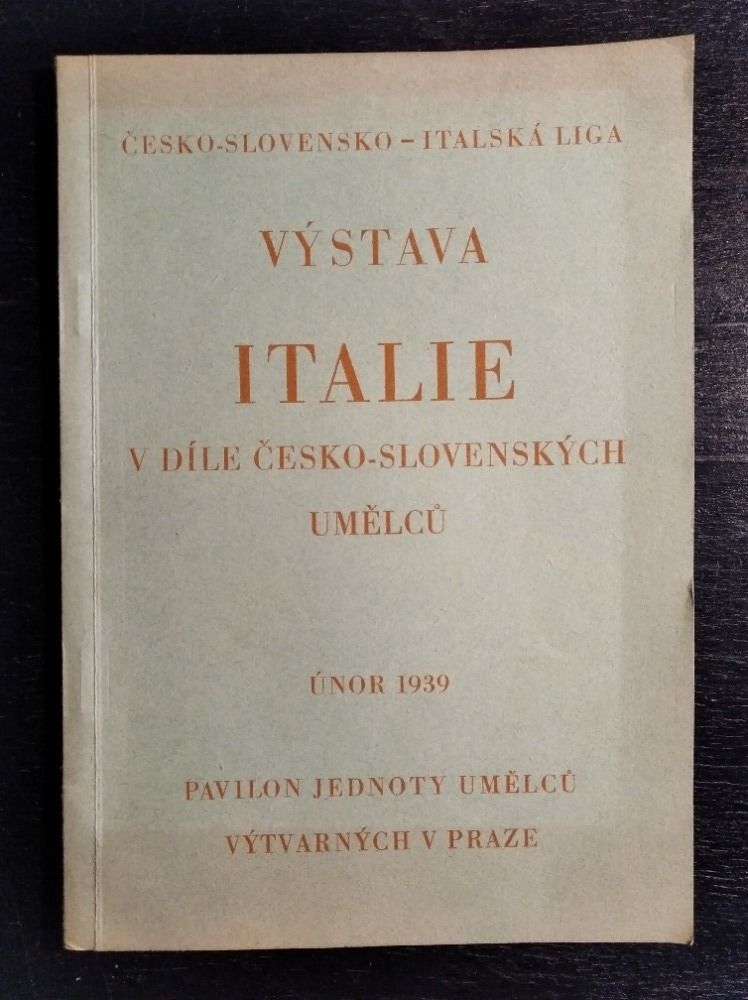 ČESKO-SLOVENSKO – ITALSKÁ LIGA
VÝSTAVA
ITALIE
V DÍLE ČESKO-SLOVENSKÝCH
UMĚLCŮ
ÚNOR 1939
PAVILON JEDNOTY UMĚLCŮ
VÝTVARNÝCH V PRAZE